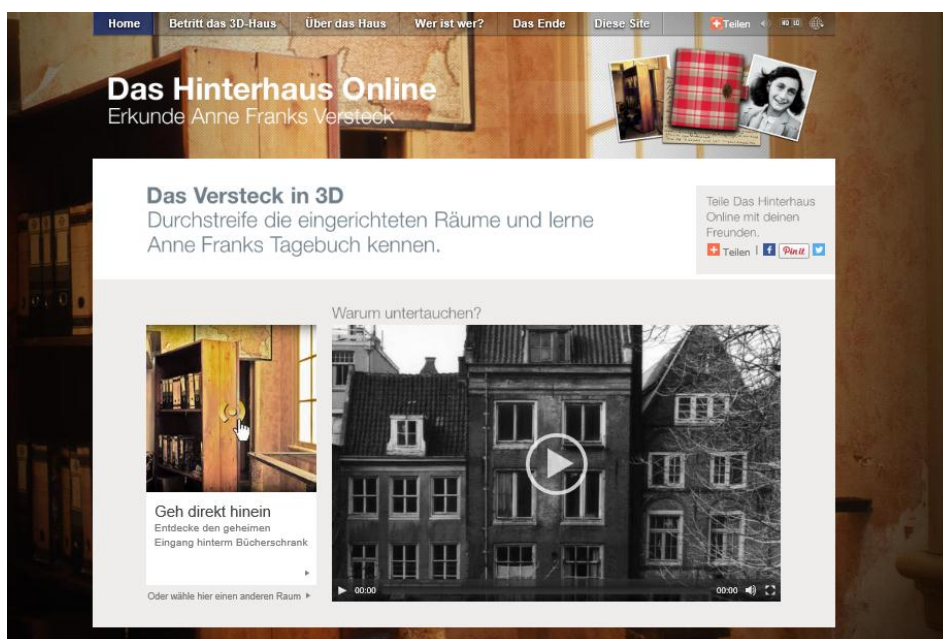 Home Betritt das 3D-Haus Über das Haus Wer ist wer? Das Ende Diese Site Teilen HQ LQ
Das Hinterhaus Online
Erkunde Anne Franks Versteck
Das Versteck in 3D
Durchstreife die eingerichteten Räume und lerne
Anne Franks Tagebuch kennen.
Teile Das Hinterhaus
Online mit deinen
Freunden.
Teilen | f Pin it
Warum untertauchen?
Geh direkt hinein
Entdecke den geheimen
Eingang hinterm Bücherschrank
Oder wähle hier einen anderen Raum
00:00 00:00